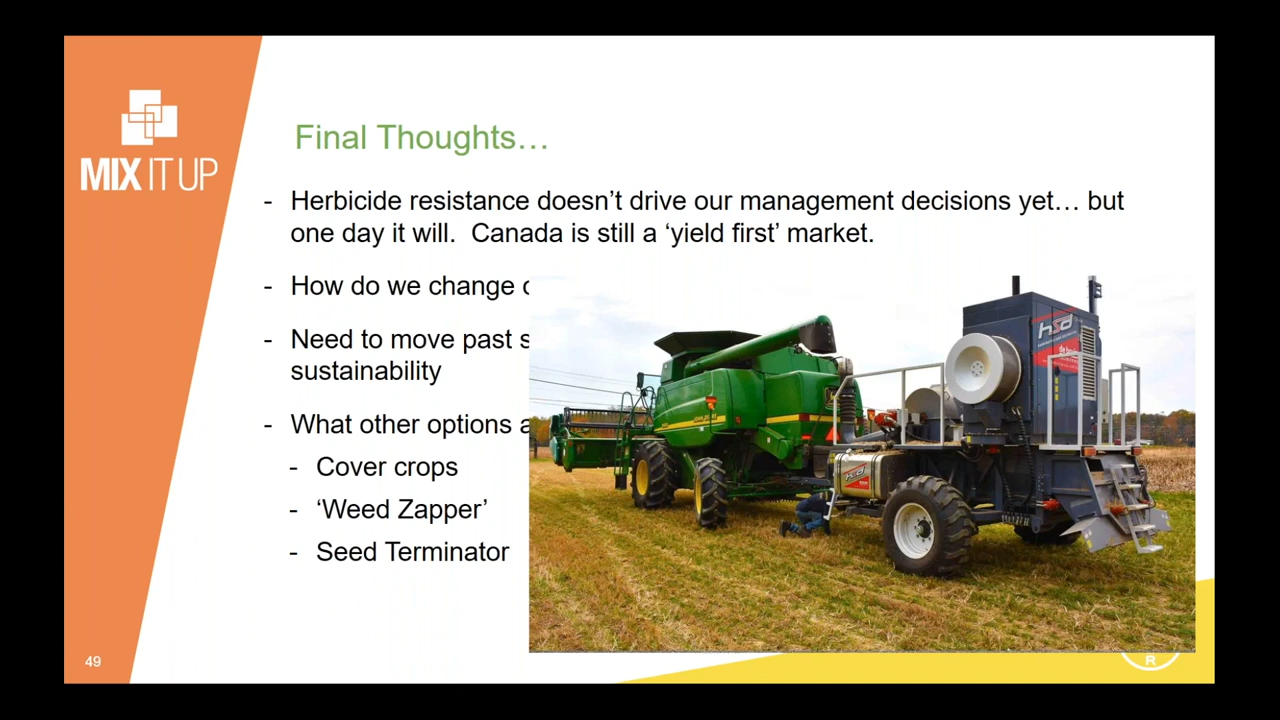 MIX IT UP
Final Thoughts…
- Herbicide resistance doesn’t drive our management decisions yet… but
one day it will. Canada is still a ‘yield first’ market.
- How do we change
- Need to move past
sustainability
- What other options
- Cover crops
- ‘Weed Zapper’
- Seed Terminator
hsd
hsd
49
R